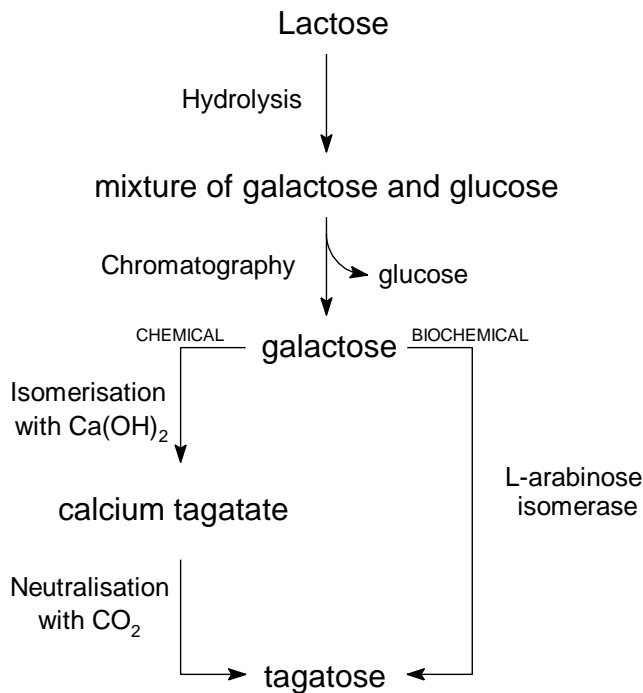 Lactose
Hydrolysis
mixture of galactose and glucose
Chromatography
glucose
CHEMICAL
galactose
BIOCHEMICAL
Isomerisation
with Ca(OH)₂
L-arabinose
isomerase
calcium tagatate
Neutralisation
with CO₂
tagatose